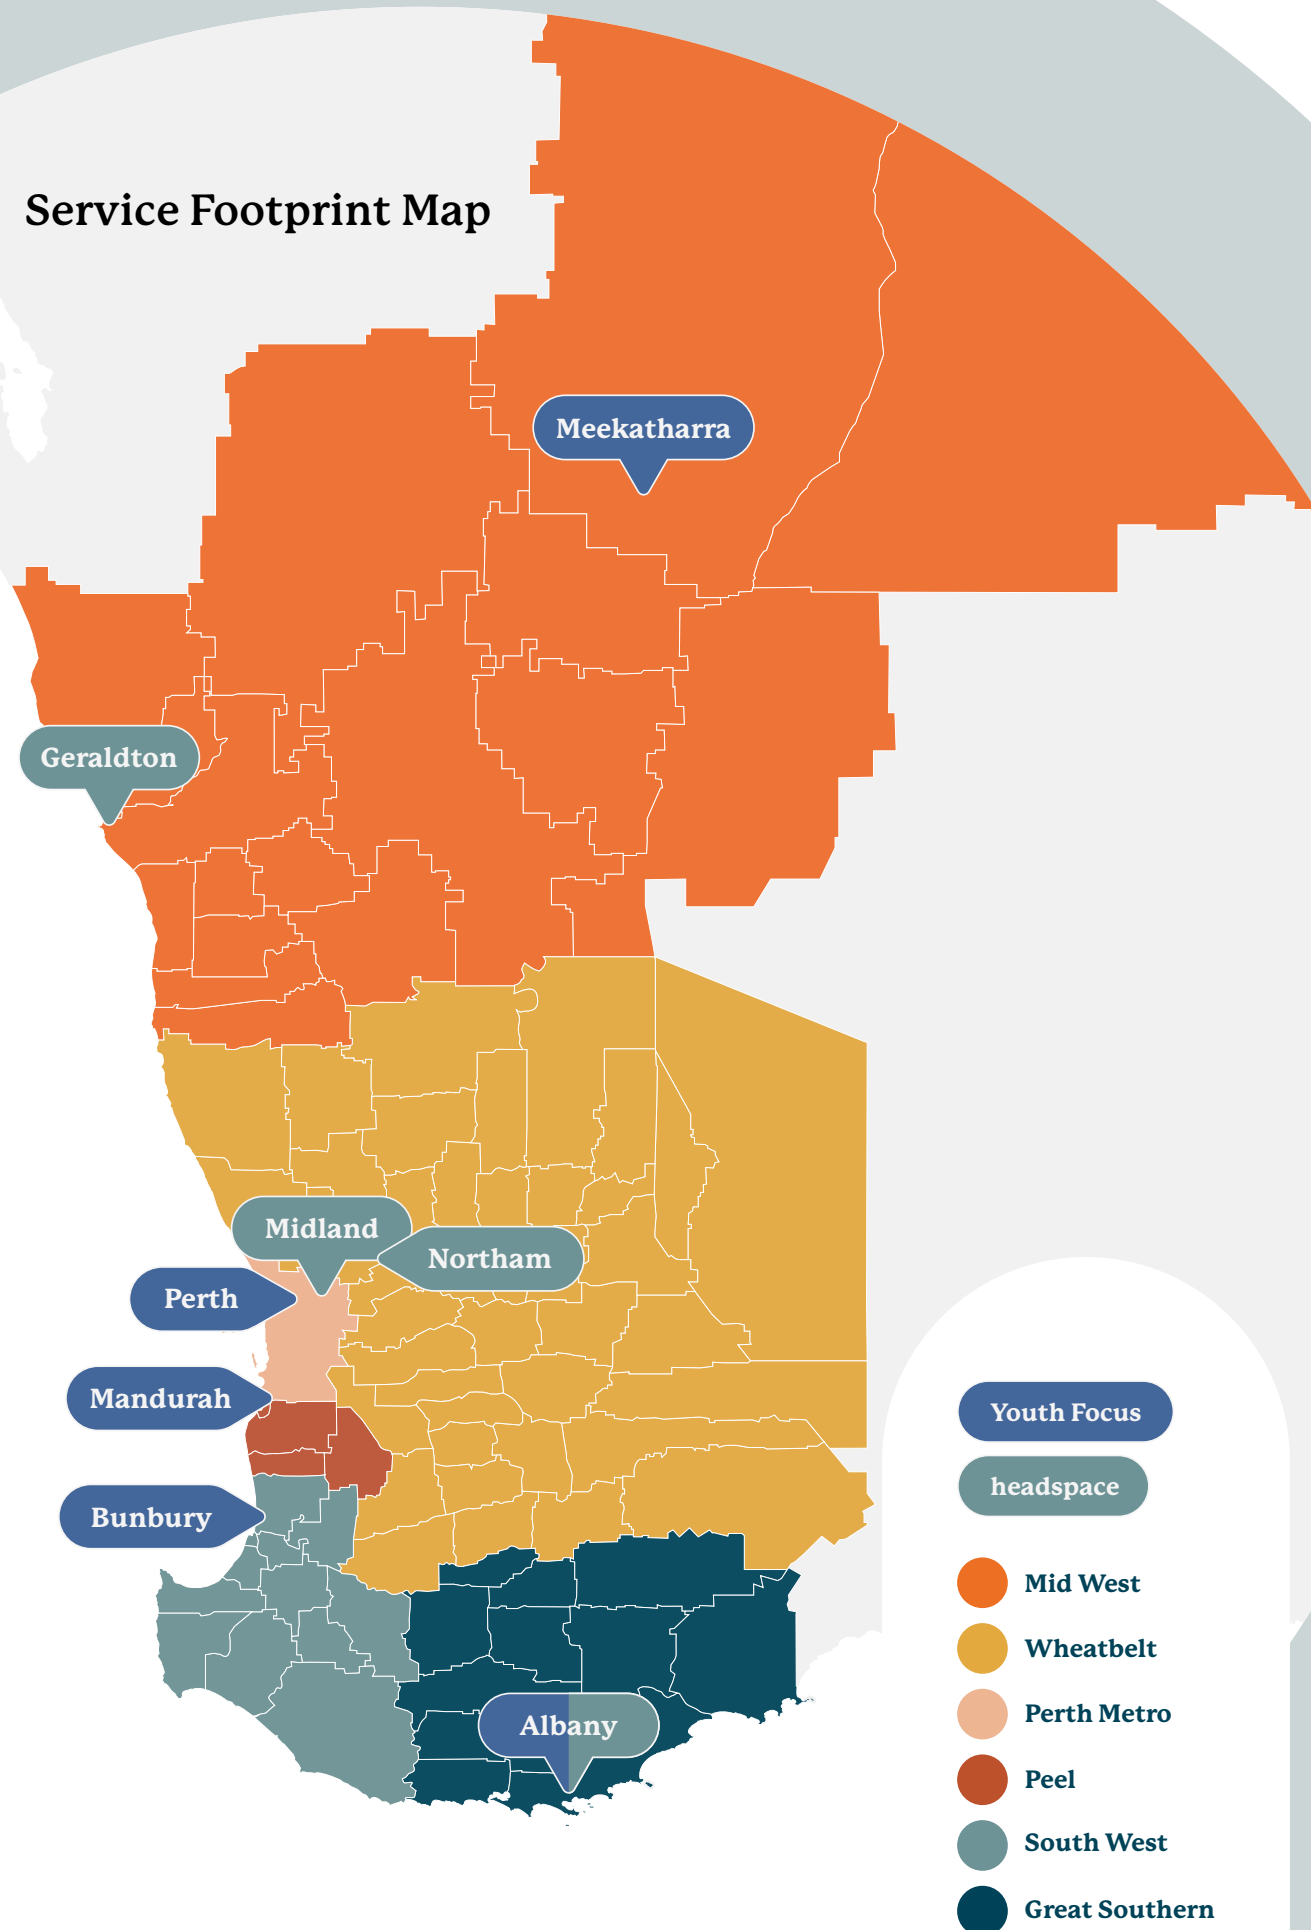 Service Footprint Map
Meekatharra
Geraldton
Midland
Northam
Perth
Mandurah
Bunbury
Albany
Youth Focus
headspace
Mid West
Wheatbelt
Perth Metro
Peel
South West
Great Southern